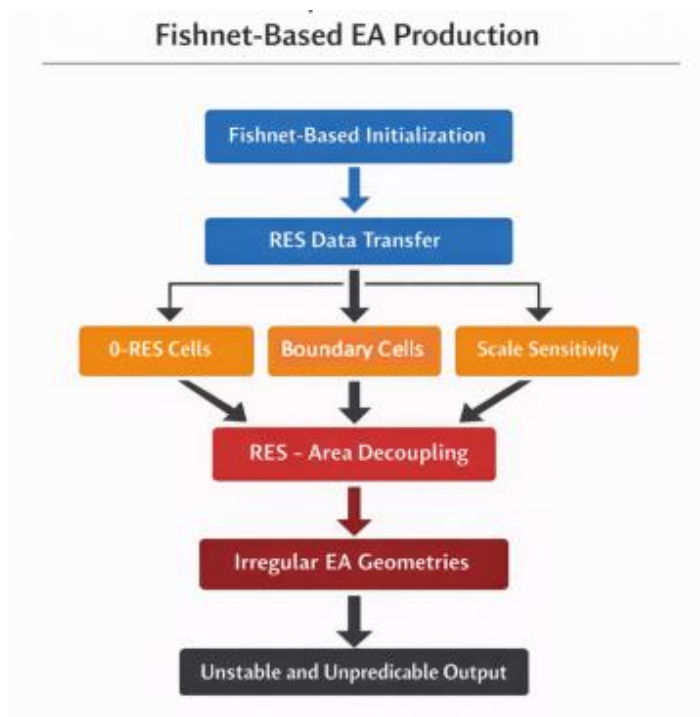 Fishnet-Based EA Production
Fishnet-Based Initialization
RES Data Transfer
0-RES Cells
Boundary Cells
Scale Sensitivity
RES – Area Decoupling
Irregular EA Geometries
Unstable and Unpredicable Output